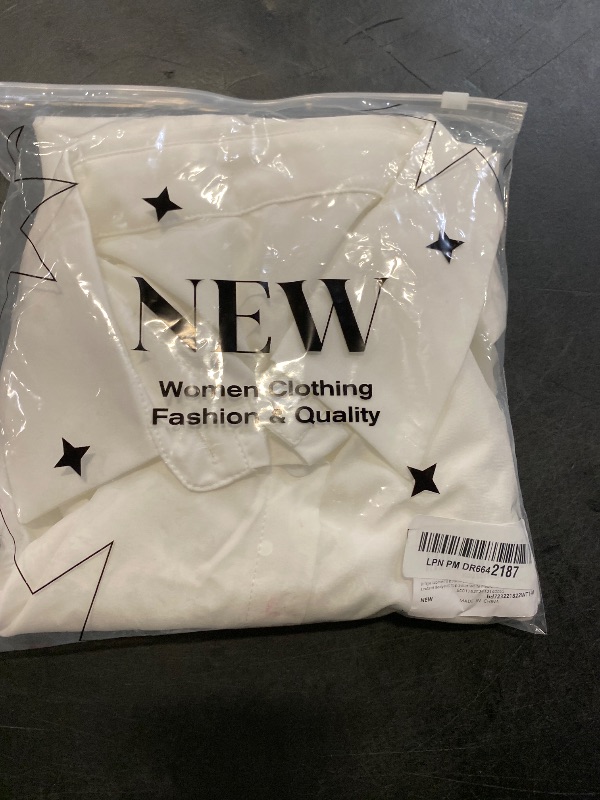 NEW
Women Clothing
Fashion & Quality
LPN PM DR6642187
NEW